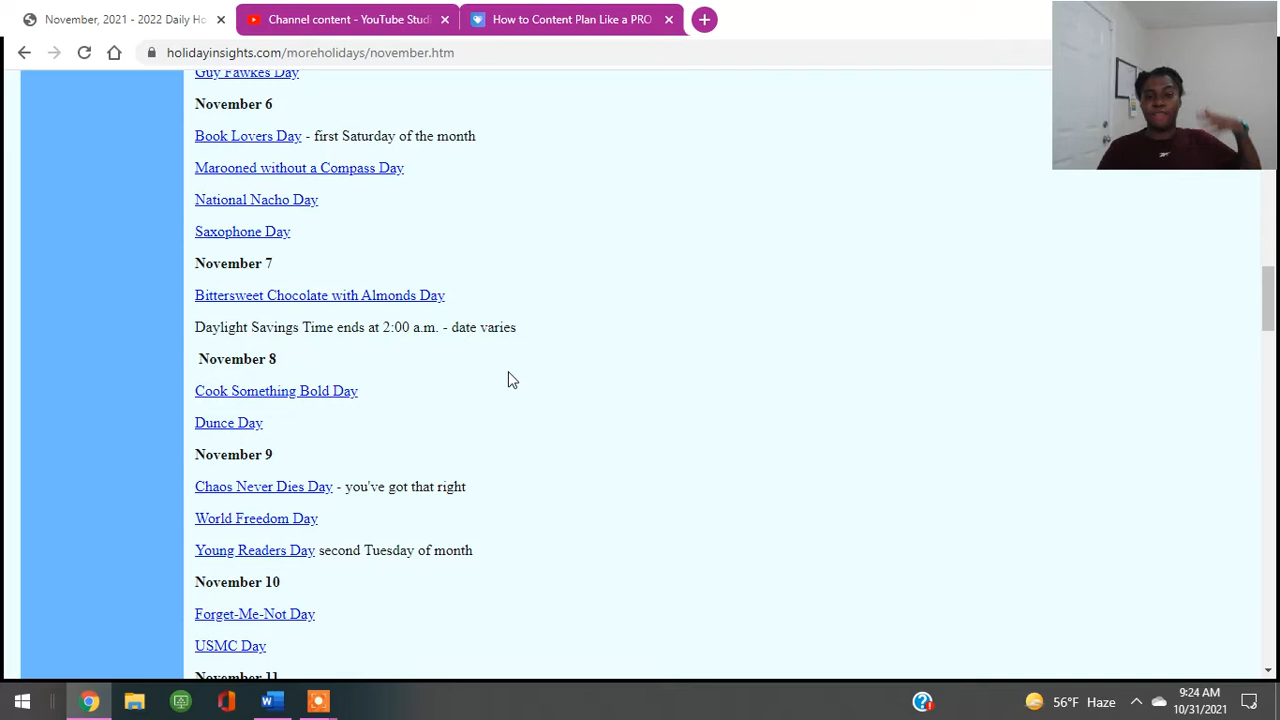 November, 2021 - 2022 Daily Ho
Channel content - YouTube Studi
How to Content Plan Like a PRO
holidayinsights.com/moreholidays/november.htm
Guy Fawkes Day
November 6
Book Lovers Day - first Saturday of the month
Marooned without a Compass Day
National Nacho Day
Saxophone Day
November 7
Bittersweet Chocolate with Almonds Day
Daylight Savings Time ends at 2:00 a.m. - date varies
November 8
Cook Something Bold Day
Dunce Day
November 9
Chaos Never Dies Day - you've got that right
World Freedom Day
Young Readers Day second Tuesday of month
November 10
Forget-Me-Not Day
USMC Day
November 11
56°F Haze
9:24 AM
10/31/2021